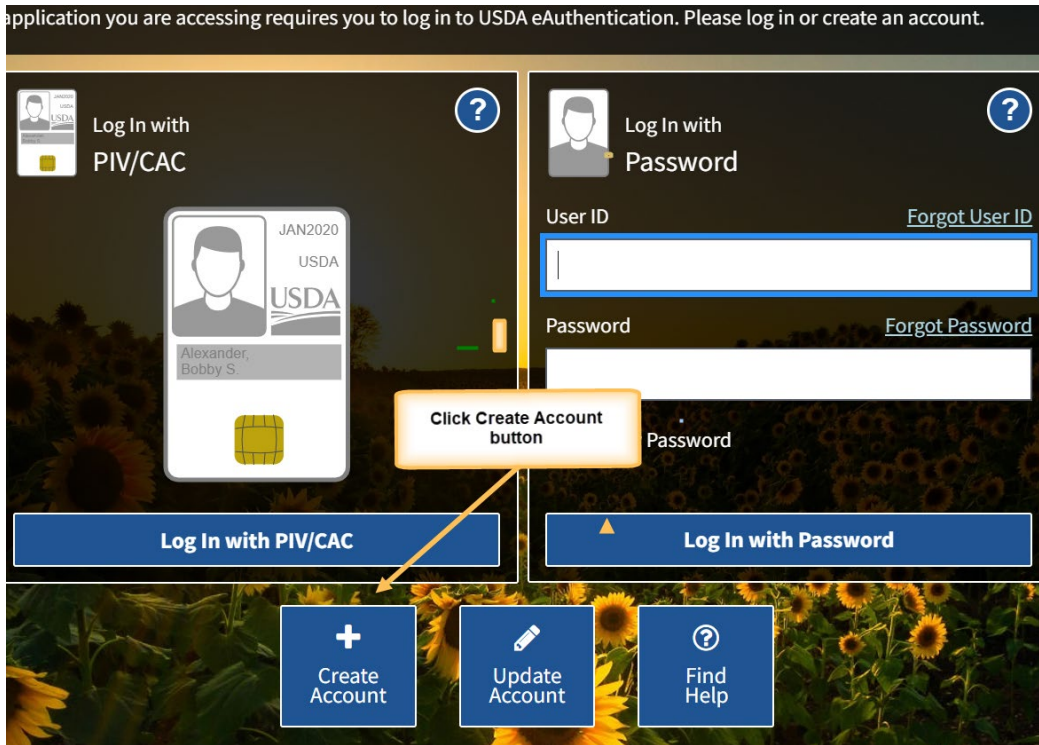 application you are accessing requires you to log in to USDA eAuthentication. Please log in or create an account.
JAN2020
USDA
USDA
Log In with
PIV/CAC
?
JAN2020
USDA
USDA
Alexander,
Bobby S.
Log In with PIV/CAC
Log In with
Password
?
User ID
Forgot User ID
Password
Forgot Password
Click Create Account
button
Password
Log In with Password
Create
Account
Update
Account
?
Find
Help